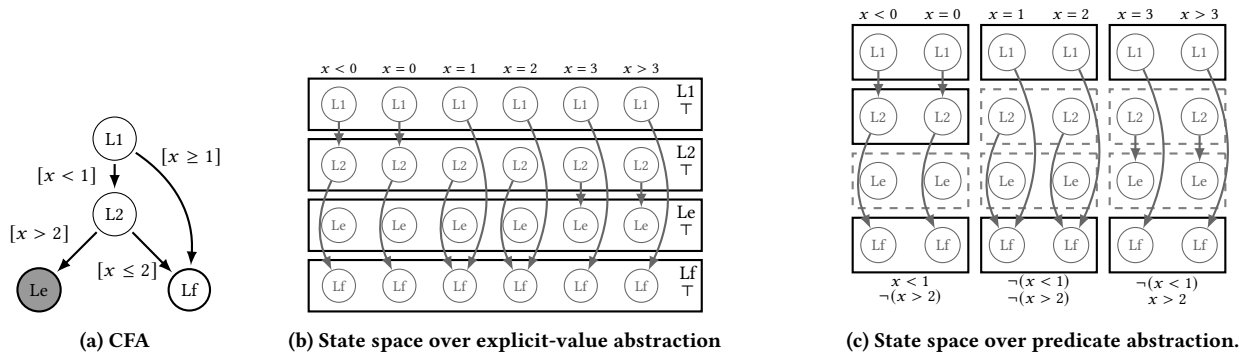 L1
[x < 1]
[x ≥ 1]
L2
[x > 2]
[x ≤ 2]
Le
Lf
(a) CFA
x < 0 x = 0 x = 1 x = 2 x = 3 x > 3
L1 L1 L1 L1 L1 L1 L1
⊤
L2 L2 L2 L2 L2 L2 L2
⊤
Le Le Le Le Le Le Le
⊤
Lf Lf Lf Lf Lf Lf Lf
⊤
(b) State space over explicit-value abstraction
x < 0 x = 0 x = 1 x = 2 x = 3 x > 3
L1 L1 L1 L1 L1 L1
L2 L2 L2 L2 L2 L2
Le Le Le Le Le Le
Lf Lf Lf Lf Lf Lf
x < 1 ¬(x < 1) ¬(x < 1)
¬(x > 2) ¬(x > 2) x > 2
(c) State space over predicate abstraction.